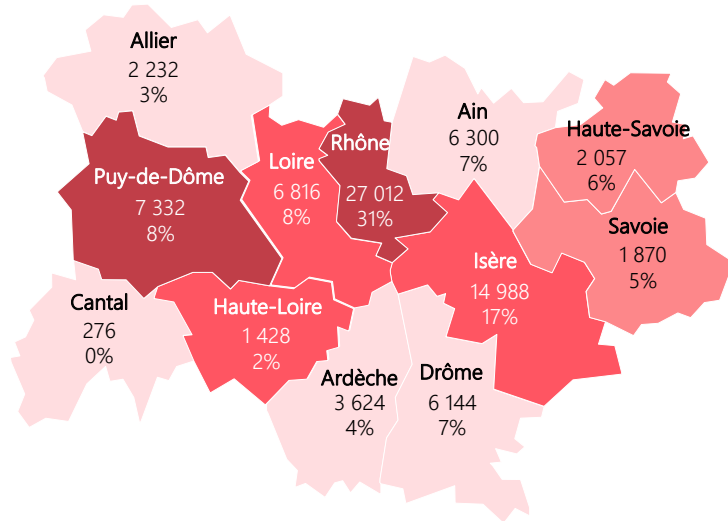 Allier
2 232
3%
Puy-de-Dôme
7 332
8%
Loire
6 816
8%
Rhône
27 012
31%
Ain
6 300
7%
Haute-Savoie
2 057
6%
Savoie
1 870
5%
Isère
14 988
17%
Cantal
276
0%
Haute-Loire
1 428
2%
Ardèche
3 624
4%
Drôme
6 144
7%